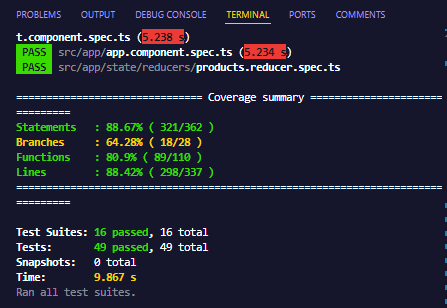 PROBLEMS OUTPUT DEBUG CONSOLE TERMINAL PORTS COMMENTS
t.component.spec.ts (5.238 s)
PASS src/app/app.component.spec.ts (5.234 s)
PASS src/app/state/reducers/products.reducer.spec.ts
=============================== Coverage summary ======================
=========
Statements : 88.67% ( 321/362 )
Branches : 64.28% ( 18/28 )
Functions : 80.9% ( 89/110 )
Lines : 88.42% ( 298/337 )
========================================================================
=========
Test Suites: 16 passed, 16 total
Tests: 49 passed, 49 total
Snapshots: 0 total
Time: 9.867 s
Ran all test suites.